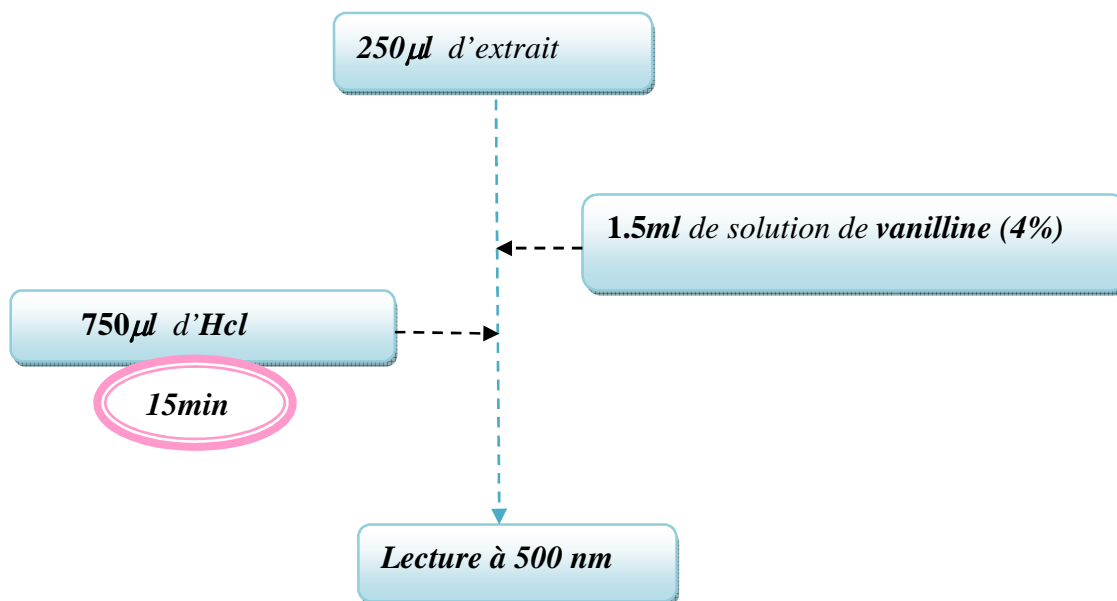 250µl d’extrait
1.5ml de solution de vanilline (4%)
750µl d’Hcl
15min
Lecture à 500 nm